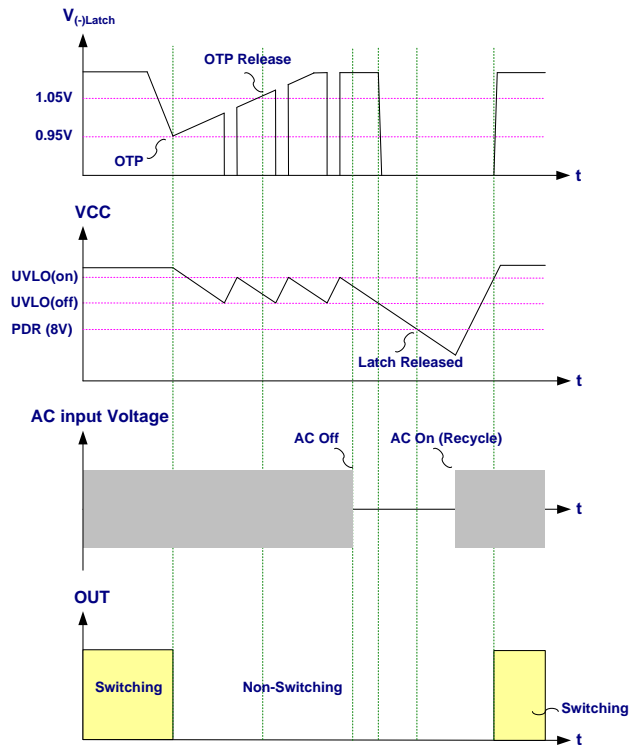 V(-)Latch
OTP Release
1.05V
0.95V
OTP
t
VCC
UVLO(on)
UVLO(off)
PDR (8V)
Latch Released
t
AC input Voltage
AC Off
AC On (Recycle)
t
OUT
Switching
Non-Switching
Switching
t